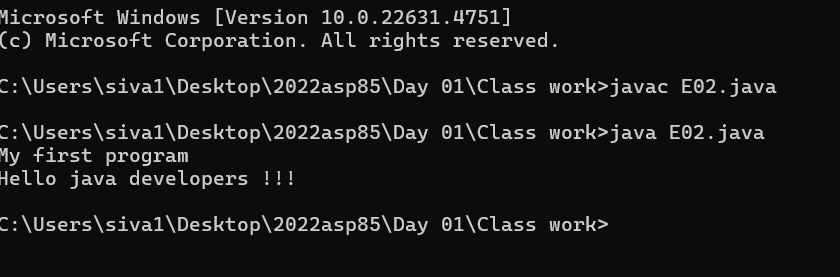 Microsoft Windows [Version 10.0.22631.4751]
(c) Microsoft Corporation. All rights reserved.
C:\Users\siva1\Desktop\2022asp85\Day 01\Class work>javac E02.java
C:\Users\siva1\Desktop\2022asp85\Day 01\Class work>java E02.java
My first program
Hello java developers !!!
C:\Users\siva1\Desktop\2022asp85\Day 01\Class work>